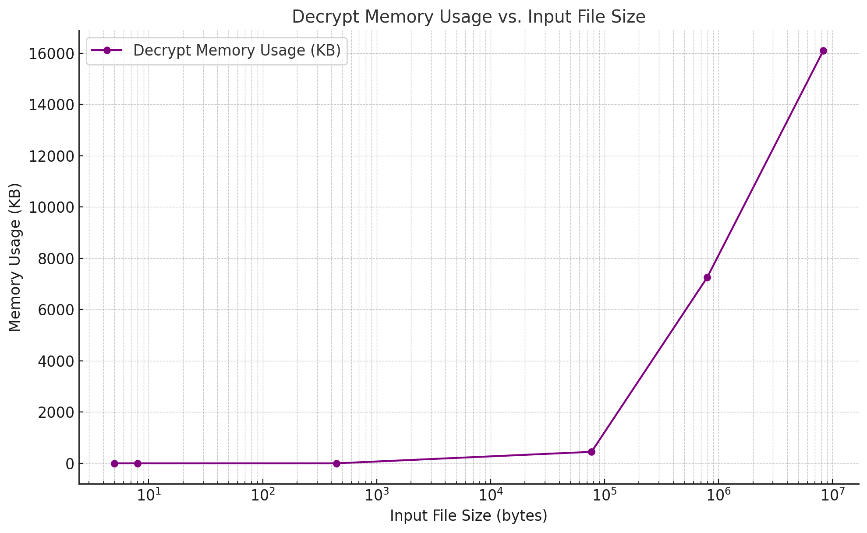 Decrypt Memory Usage vs. Input File Size
Decrypt Memory Usage (KB)
16000
14000
12000
10000
8000
6000
4000
2000
0
Memory Usage (KB)
10¹ 10² 10³ 10⁴ 10⁵ 10⁶ 10⁷
Input File Size (bytes)